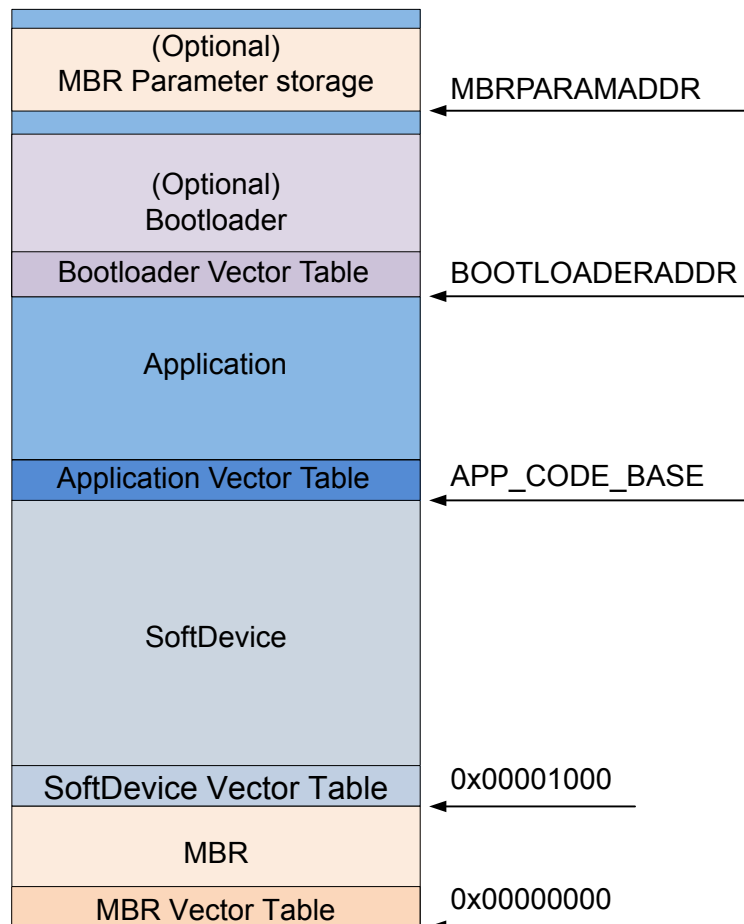 (Optional)
MBR Parameter storage
MBRPARAMADDR
(Optional)
Bootloader
Bootloader Vector Table
BOOTLOADERADDR
Application
Application Vector Table
APP_CODE_BASE
SoftDevice
SoftDevice Vector Table
0x00001000
MBR
MBR Vector Table
0x00000000